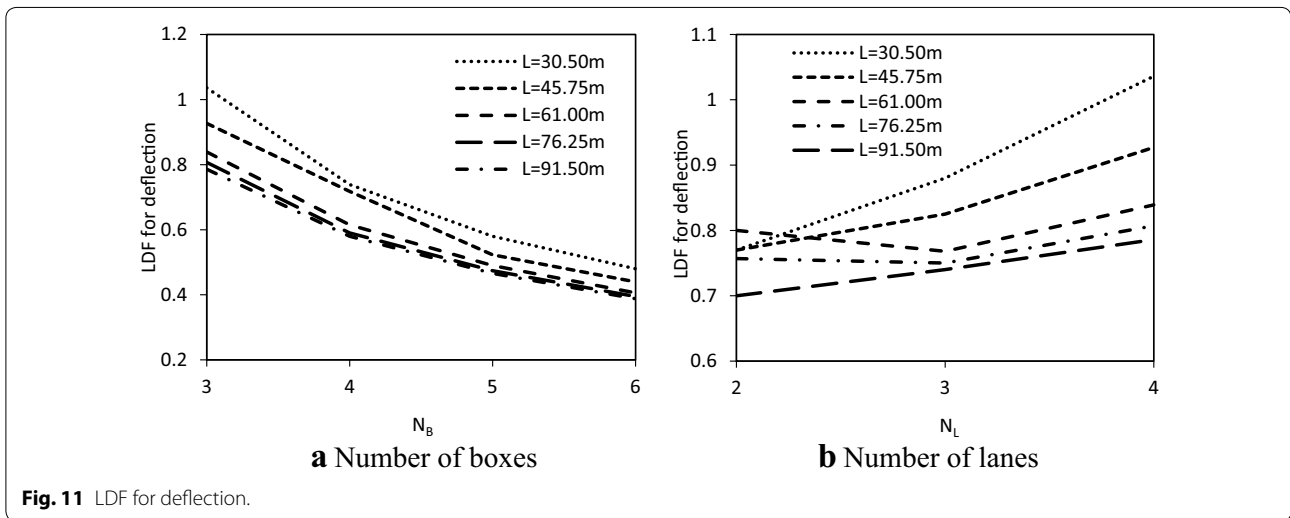 1.2
1
0.8
0.6
0.4
0.2
LDF for deflection
3 4 5 6
N_B
L=30.50m
L=45.75m
L=61.00m
L=76.25m
L=91.50m
a Number of boxes
1.1
1
0.9
0.8
0.7
0.6
LDF for deflection
2 3 4
N_L
L=30.50m
L=45.75m
L=61.00m
L=76.25m
L=91.50m
b Number of lanes
Fig. 11 LDF for deflection.